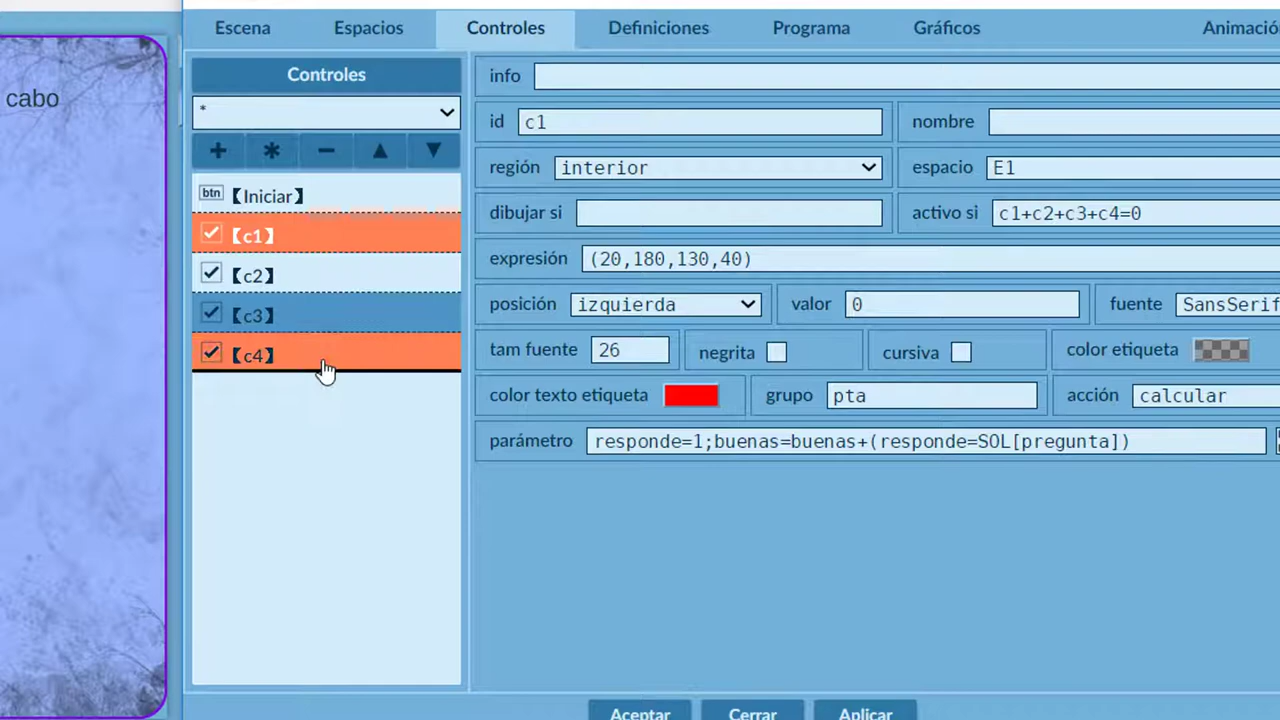 Escena Espacios Controles Definiciones Programa Gráficos Animació
cabo
Controles
*
btn 【Iniciar】
【c1】
【c2】
【c3】
【c4】
info
id c1 nombre
región interior espacio E1
dibujar si activo si c1+c2+c3+c4=0
expresión (20,180,130,40)
posición izquierda valor 0 fuente SansSerif
tam fuente 26 negrita cursiva color etiqueta
color texto etiqueta grupo pta acción calcular
parámetro responde=1;buenas=buenas+(responde=SOL[pregunta])
Aceptar Cerrar Aplicar